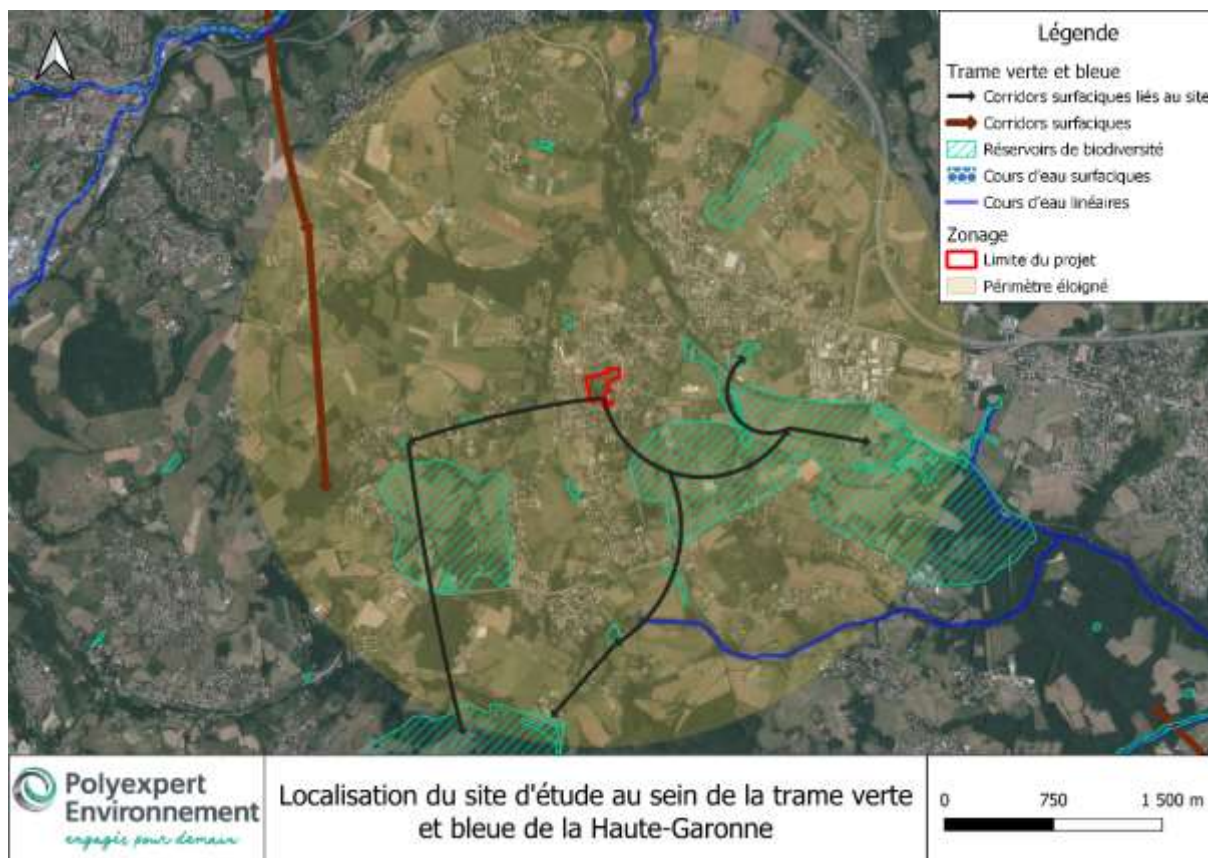 Légende
Trame verte et bleue
Corridors surfaciques liés au site
Corridors surfaciques
Réservoirs de biodiversité
Cours d'eau surfaciques
Cours d'eau linéaires
Zonage
Limite du projet
Périmètre éloigné
Polyexpert
Environnement
engagés pour demain
Localisation du site d'étude au sein de la trame verte
et bleue de la Haute-Garonne
0 750 1 500 m